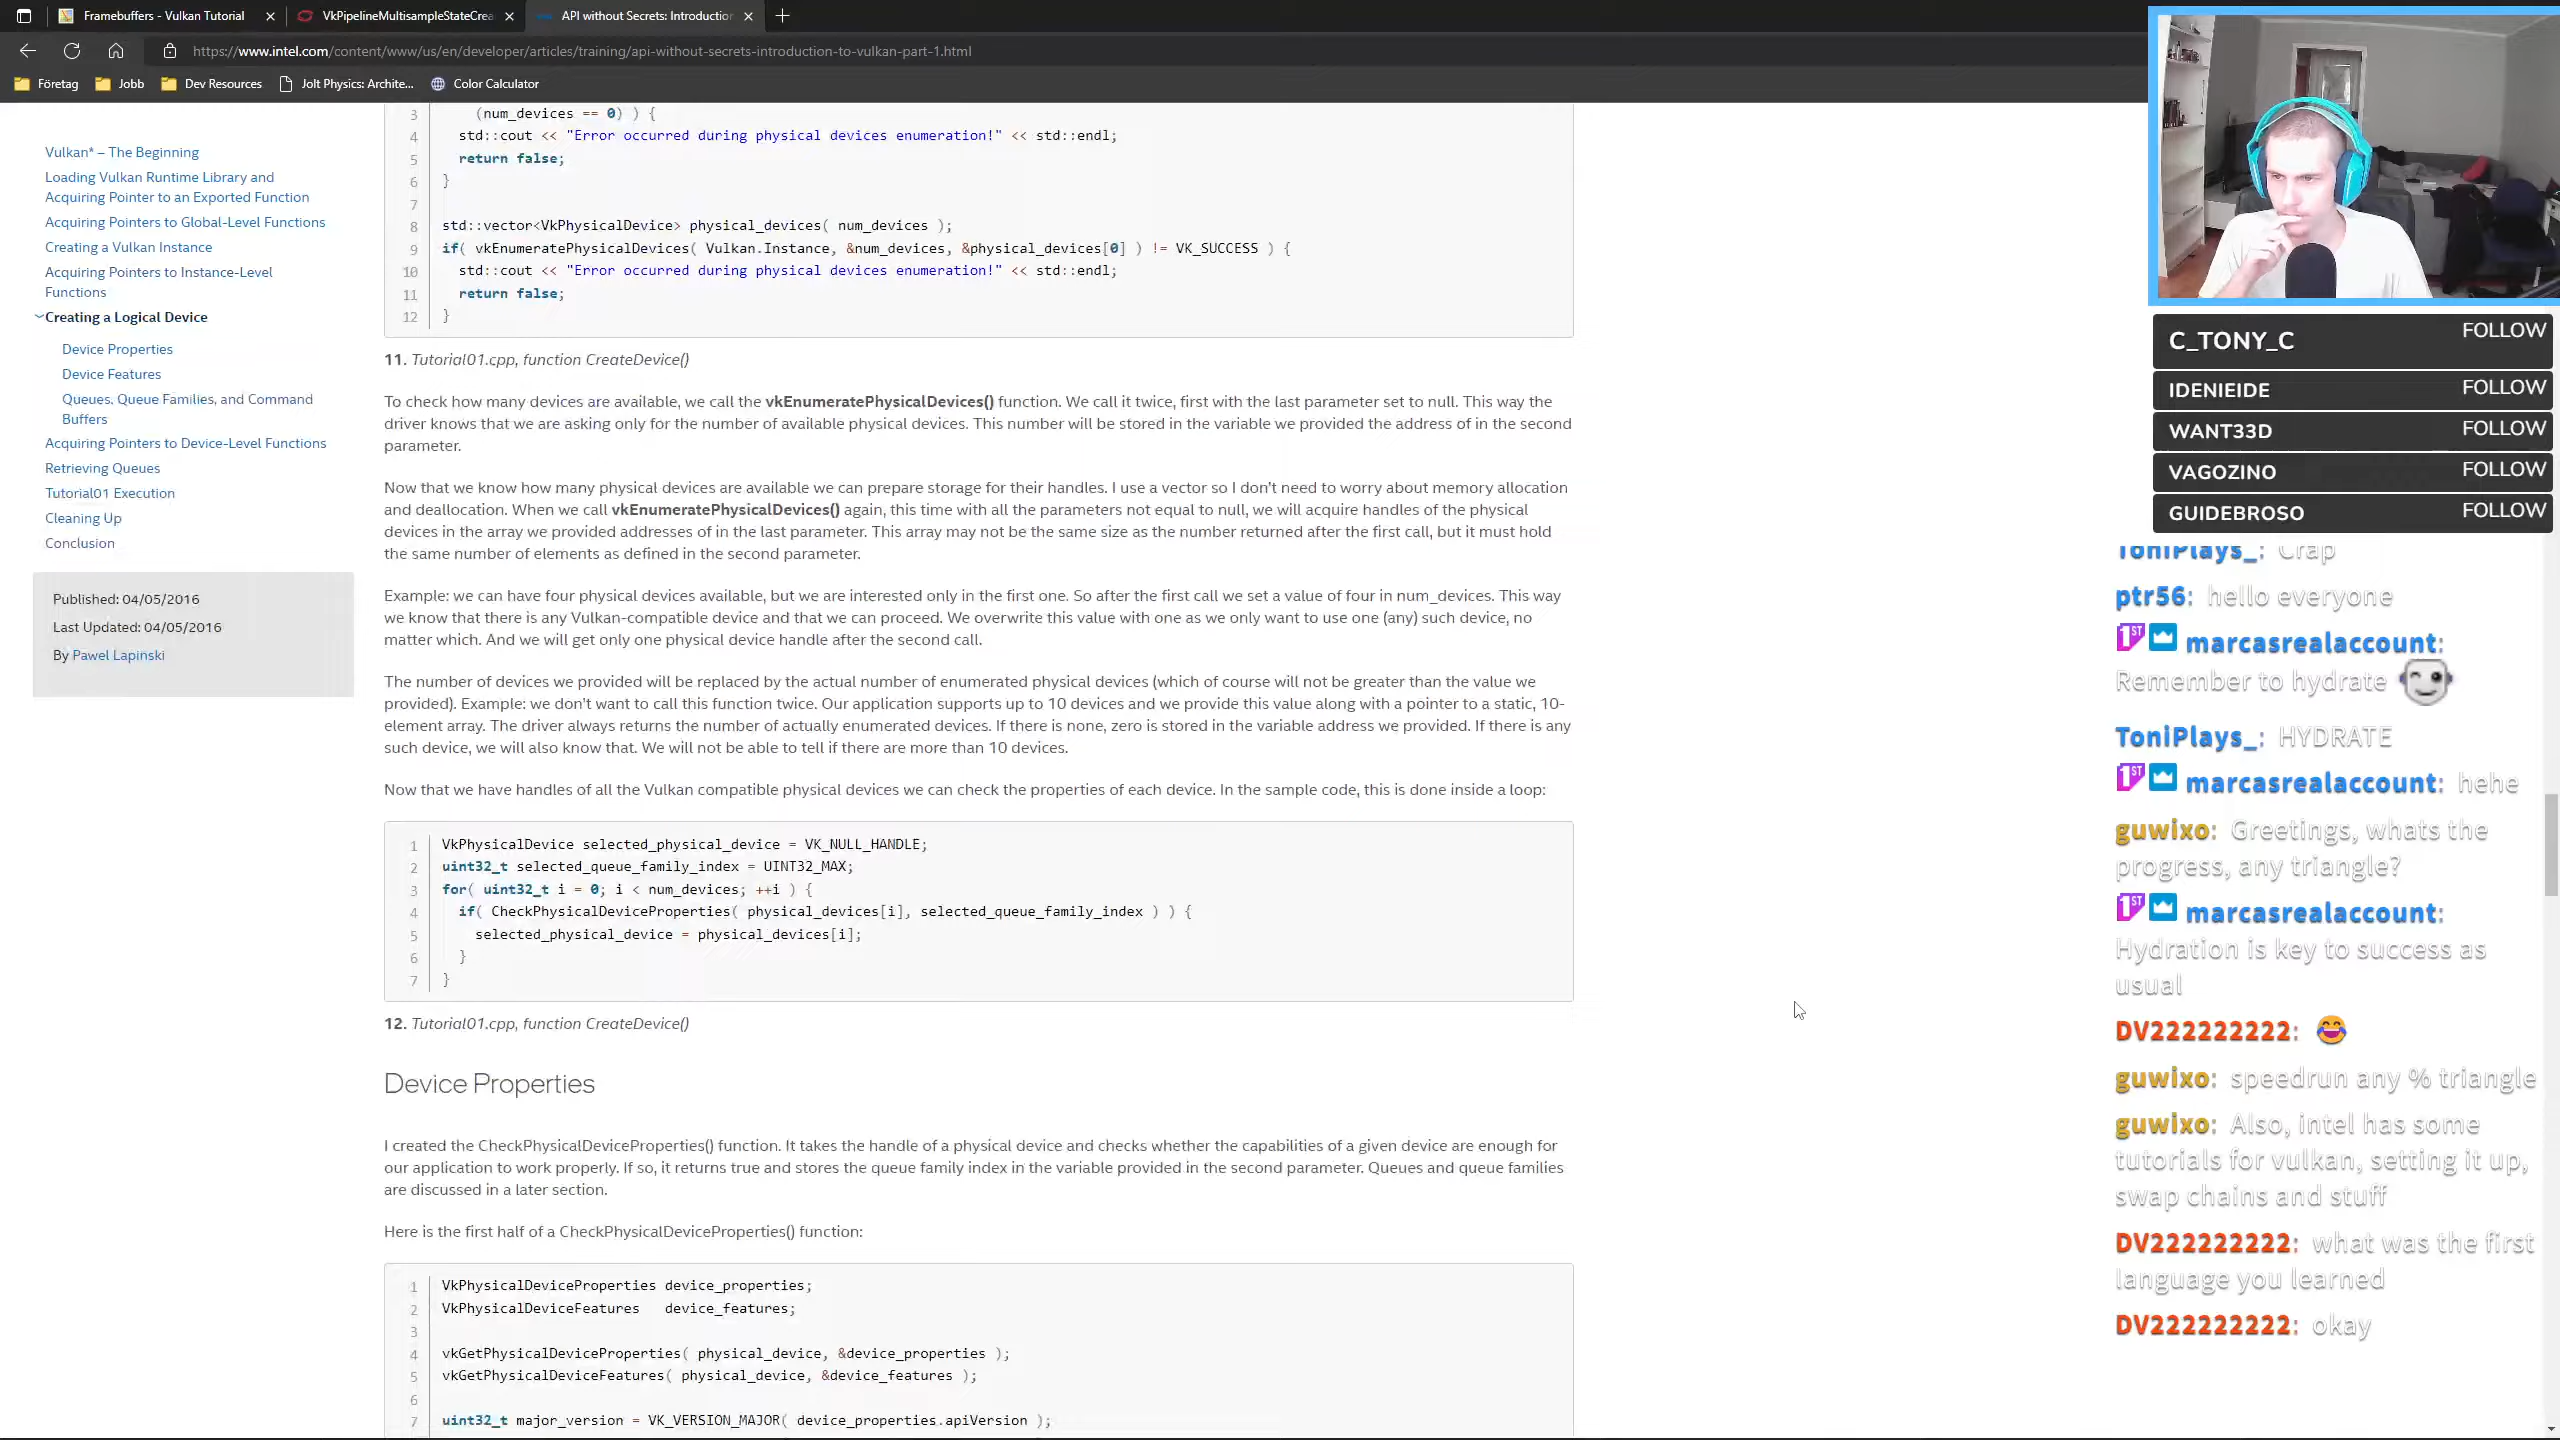 Framebuffers - Vulkan Tutorial
VkPipelineMultisampleStateCrea
API without Secrets: Introduction
https://www.intel.com/content/www/us/en/developer/articles/training/api-without-secrets-introduction-to-vulkan-part-1.html
Företag
Jobb
Dev Resources
Jolt Physics: Archite...
Color Calculator
Vulkan* – The Beginning
Loading Vulkan Runtime Library and
Acquiring Pointer to an Exported Function
Acquiring Pointers to Global-Level Functions
Creating a Vulkan Instance
Acquiring Pointers to Instance-Level
Functions
Creating a Logical Device
Device Properties
Device Features
Queues, Queue Families, and Command
Buffers
Acquiring Pointers to Device-Level Functions
Retrieving Queues
Tutorial01 Execution
Cleaning Up
Conclusion
Published: 04/05/2016
Last Updated: 04/05/2016
By Pawel Lapinski
3 (num_devices == 0) ) {
4 std::cout << "Error occurred during physical devices enumeration!" << std::endl;
5 return false;
6 }
7
8 std::vector<VkPhysicalDevice> physical_devices( num_devices );
9 if( vkEnumeratePhysicalDevices( Vulkan.Instance, &num_devices, &physical_devices[0] ) != VK_SUCCESS ) {
10 std::cout << "Error occurred during physical devices enumeration!" << std::endl;
11 return false;
12 }
11. Tutorial01.cpp, function CreateDevice()
To check how many devices are available, we call the vkEnumeratePhysicalDevices() function. We call it twice, first with the last parameter set to null. This way the
driver knows that we are asking only for the number of available physical devices. This number will be stored in the variable we provided the address of in the second
parameter.
Now that we know how many physical devices are available we can prepare storage for their handles. I use a vector so I don't need to worry about memory allocation
and deallocation. When we call vkEnumeratePhysicalDevices() again, this time with all the parameters not equal to null, we will acquire handles of the physical
devices in the array we provided addresses of in the last parameter. This array may not be the same size as the number returned after the first call, but it must hold
the same number of elements as defined in the second parameter.
Example: we can have four physical devices available, but we are interested only in the first one. So after the first call we set a value of four in num_devices. This way
we know that there is any Vulkan-compatible device and that we can proceed. We overwrite this value with one as we only want to use one (any) such device, no
matter which. And we will get only one physical device handle after the second call.
The number of devices we provided will be replaced by the actual number of enumerated physical devices (which of course will not be greater than the value we
provided). Example: we don't want to call this function twice. Our application supports up to 10 devices and we provide this value along with a pointer to a static, 10-
element array. The driver always returns the number of actually enumerated devices. If there is none, zero is stored in the variable address we provided. If there is any
such device, we will also know that. We will not be able to tell if there are more than 10 devices.
Now that we have handles of all the Vulkan compatible physical devices we can check the properties of each device. In the sample code, this is done inside a loop:
1 VkPhysicalDevice selected_physical_device = VK_NULL_HANDLE;
2 uint32_t selected_queue_family_index = UINT32_MAX;
3 for( uint32_t i = 0; i < num_devices; ++i ) {
4 if( CheckPhysicalDeviceProperties( physical_devices[i], selected_queue_family_index ) ) {
5 selected_physical_device = physical_devices[i];
6 }
7 }
12. Tutorial01.cpp, function CreateDevice()
Device Properties
I created the CheckPhysicalDeviceProperties() function. It takes the handle of a physical device and checks whether the capabilities of a given device are enough for
our application to work properly. If so, it returns true and stores the queue family index in the variable provided in the second parameter. Queues and queue families
are discussed in a later section.
Here is the first half of a CheckPhysicalDeviceProperties() function:
1 VkPhysicalDeviceProperties device_properties;
2 VkPhysicalDeviceFeatures device_features;
3
4 vkGetPhysicalDeviceProperties( physical_device, &device_properties );
5 vkGetPhysicalDeviceFeatures( physical_device, &device_features );
6
7 uint32_t major_version = VK_VERSION_MAJOR( device_properties.apiVersion );
C_TONY_C FOLLOW
IDENIEIDE FOLLOW
WANT33D FOLLOW
VAGOZINO FOLLOW
GUIDEBROSO FOLLOW
ToniPlays_: Crap
ptr56: hello everyone
1ST marcasrealaccount:
Remember to hydrate
ToniPlays_: HYDRATE
1ST marcasrealaccount: hehe
guwixo: Greetings, whats the
progress, any triangle?
1ST marcasrealaccount:
Hydration is key to success as
usual
DV222222222:
guwixo: speedrun any % triangle
guwixo: Also, intel has some
tutorials for vulkan, setting it up,
swap chains and stuff
DV222222222: what was the first
language you learned
DV222222222: okay